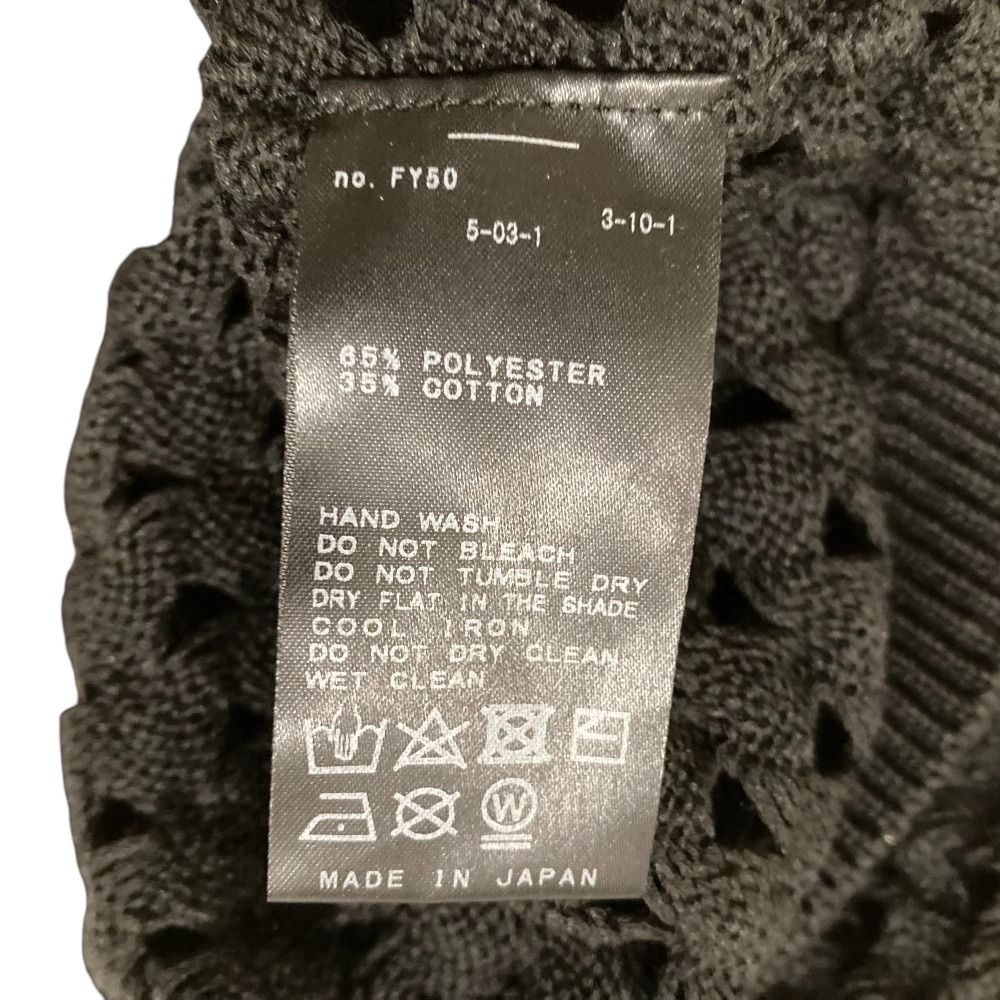 no. FY50
5-03-1 3-10-1
65% POLYESTER
35% COTTON
HAND WASH
DO NOT BLEACH
DO NOT TUMBLE DRY
DRY FLAT IN THE SHADE
COOL IRON
DO NOT DRY CLEAN
WET CLEAN
W
MADE IN JAPAN